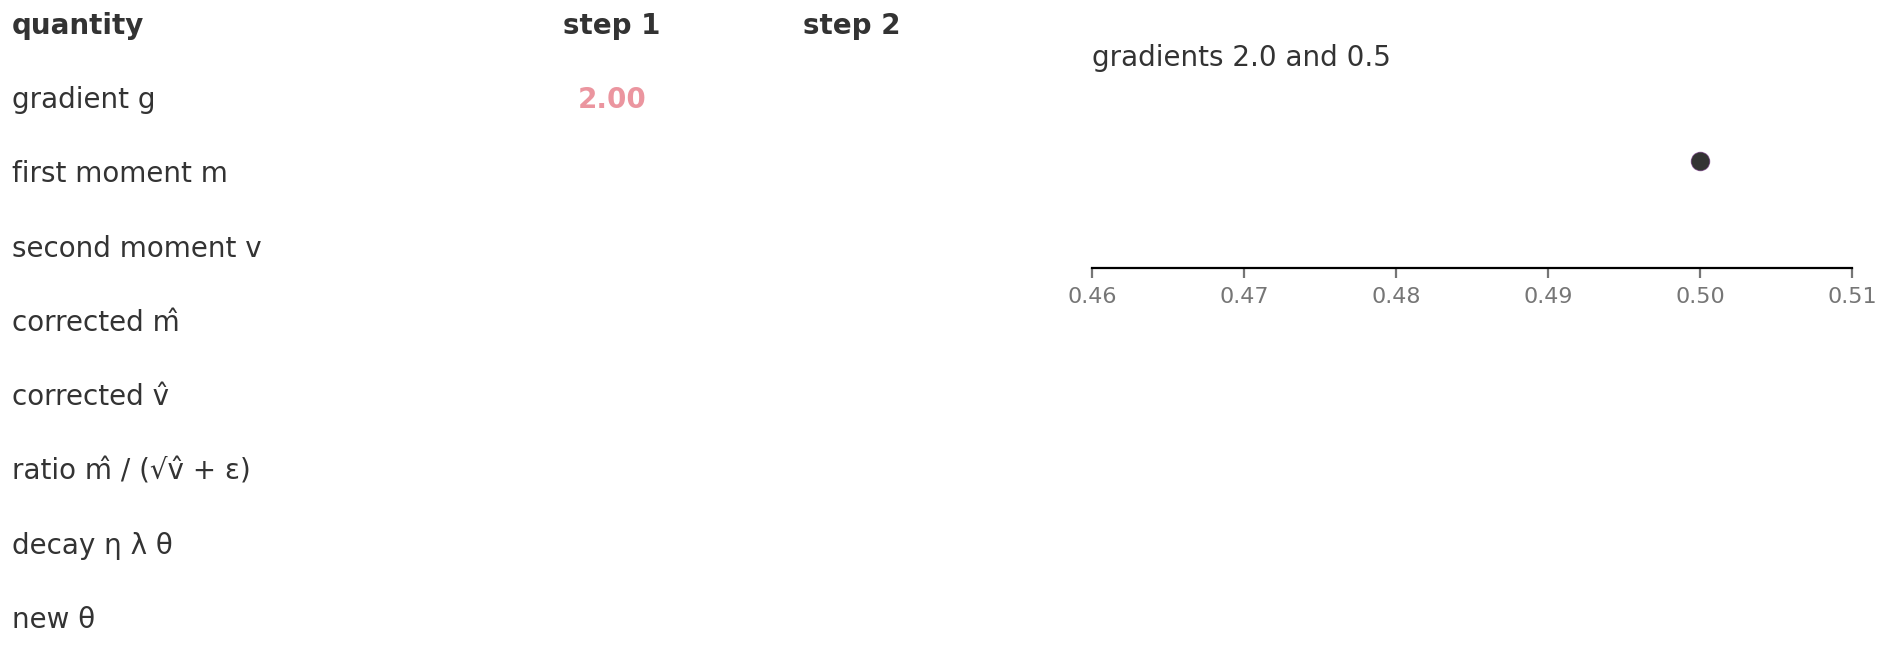 quantity step 1 step 2
gradient g 2.00
first moment m
second moment v
corrected m̂
corrected v̂
ratio m̂ / (√v̂ + ε)
decay η λ θ
new θ
gradients 2.0 and 0.5
0.46 0.47 0.48 0.49 0.50 0.51